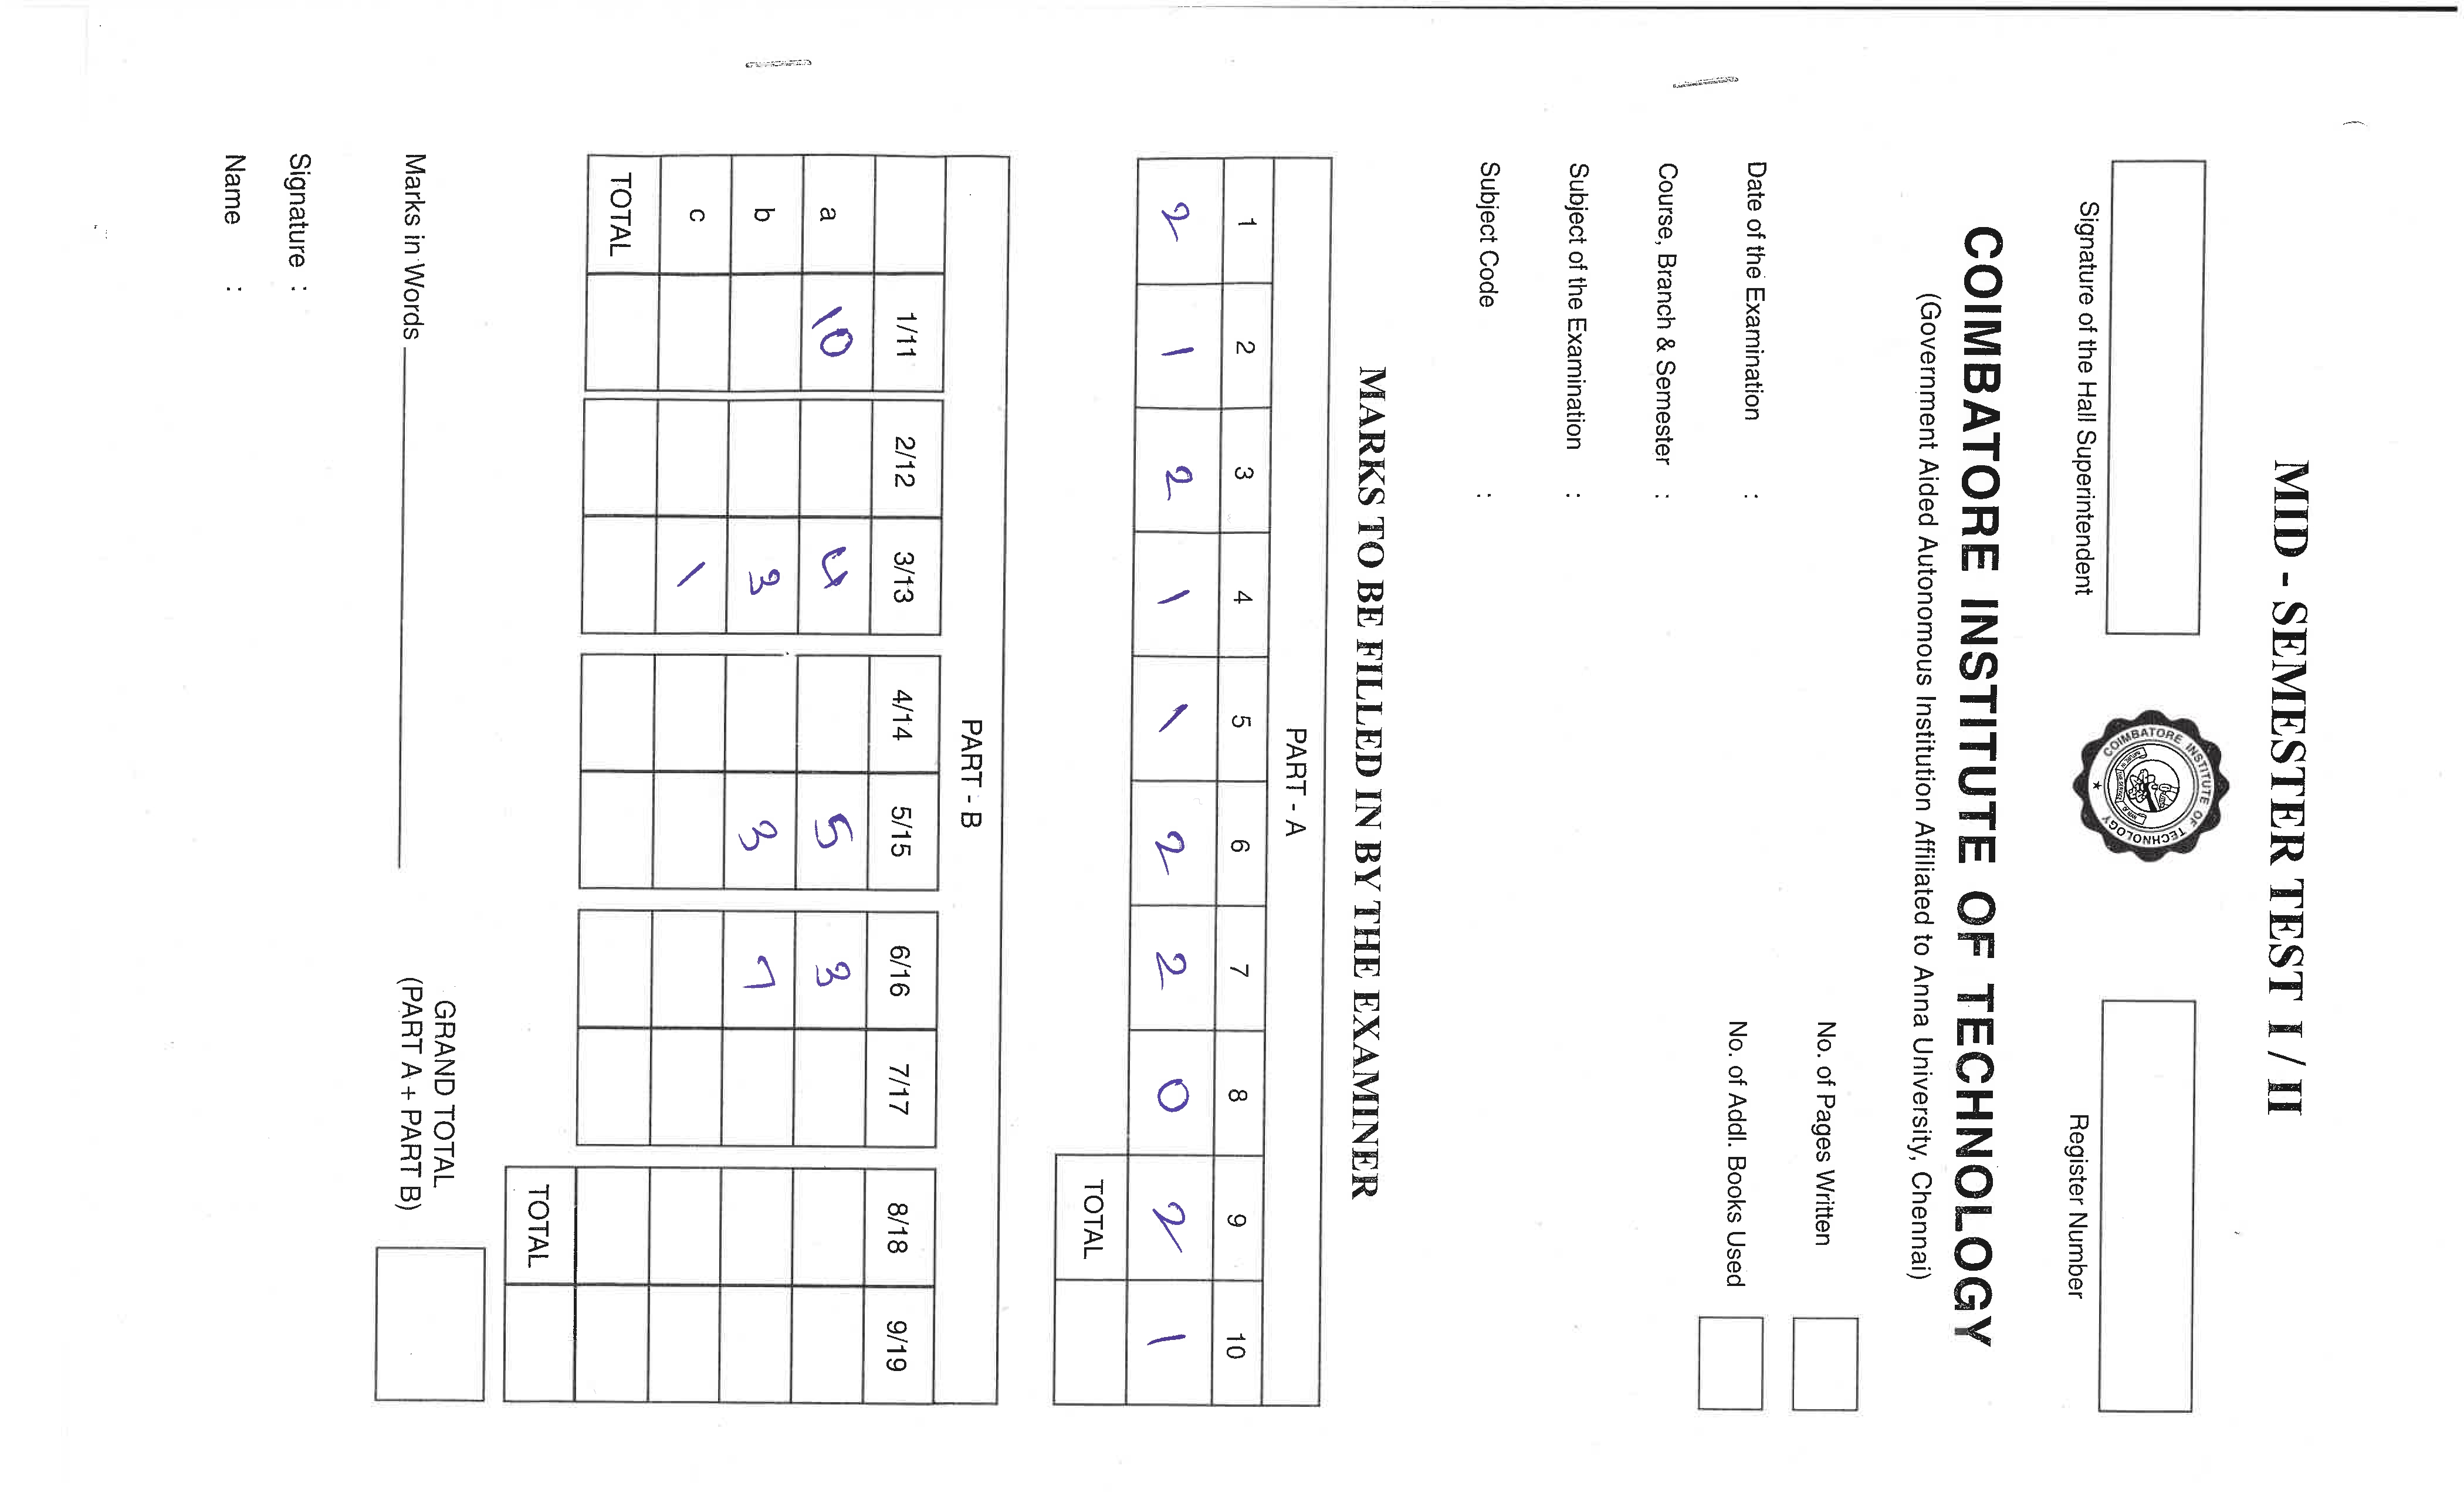 MID - SEMESTER TEST I / II
COIMBATORE INSTITUTE OF TECHNOLOGY
Signature of the Hall Superintendent
Register Number
COIMBATORE INSTITUTE OF TECHNOLOGY
(Government Aided Autonomous Institution Affiliated to Anna University, Chennai)
No. of Pages Written
Date of the Examination :
No. of Addl. Books Used
Course, Branch & Semester :
Subject of the Examination :
Subject Code :
MARKS TO BE FILLED IN BY THE EXAMINER
PART - A
1 2 3 4 5 6 7 8 9 10
2 1 2 1 1 2 2 0 2 1
TOTAL
PART - B
1/11 2/12 3/13 4/14 5/15 6/16 7/17 8/18 9/19
a 10 4 5 3
b 3 3 7
c 1
TOTAL
TOTAL
GRAND TOTAL
Marks in Words (PART A + PART B)
Signature :
Name :